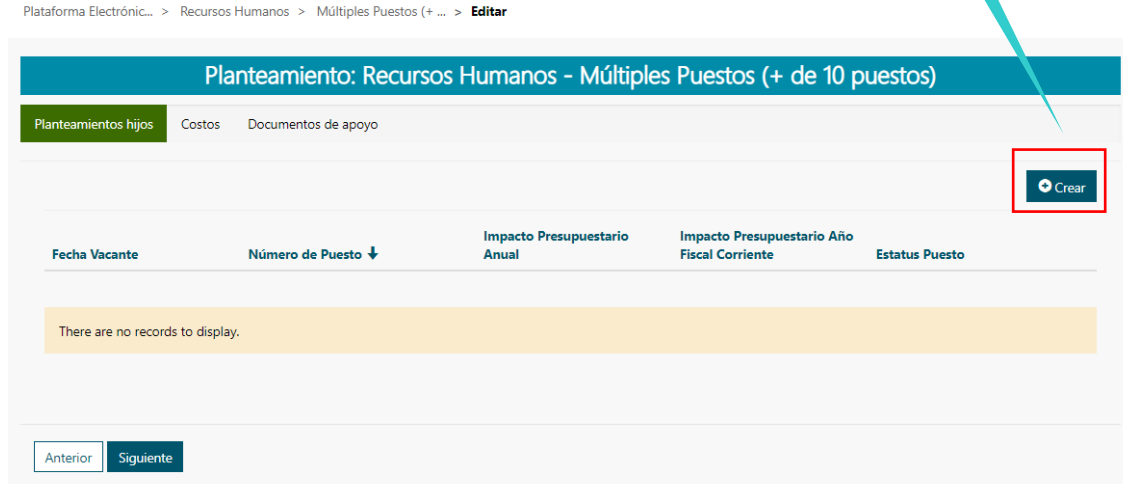 Plataforma Electrónic... > Recursos Humanos > Múltiples Puestos (+ ... > Editar
Planteamiento: Recursos Humanos - Múltiples Puestos (+ de 10 puestos)
Planteamientos hijos Costos Documentos de apoyo
Crear
Fecha Vacante Número de Puesto Impacto Presupuestario Anual Impacto Presupuestario Año Fiscal Corriente Estatus Puesto
There are no records to display.
Anterior Siguiente